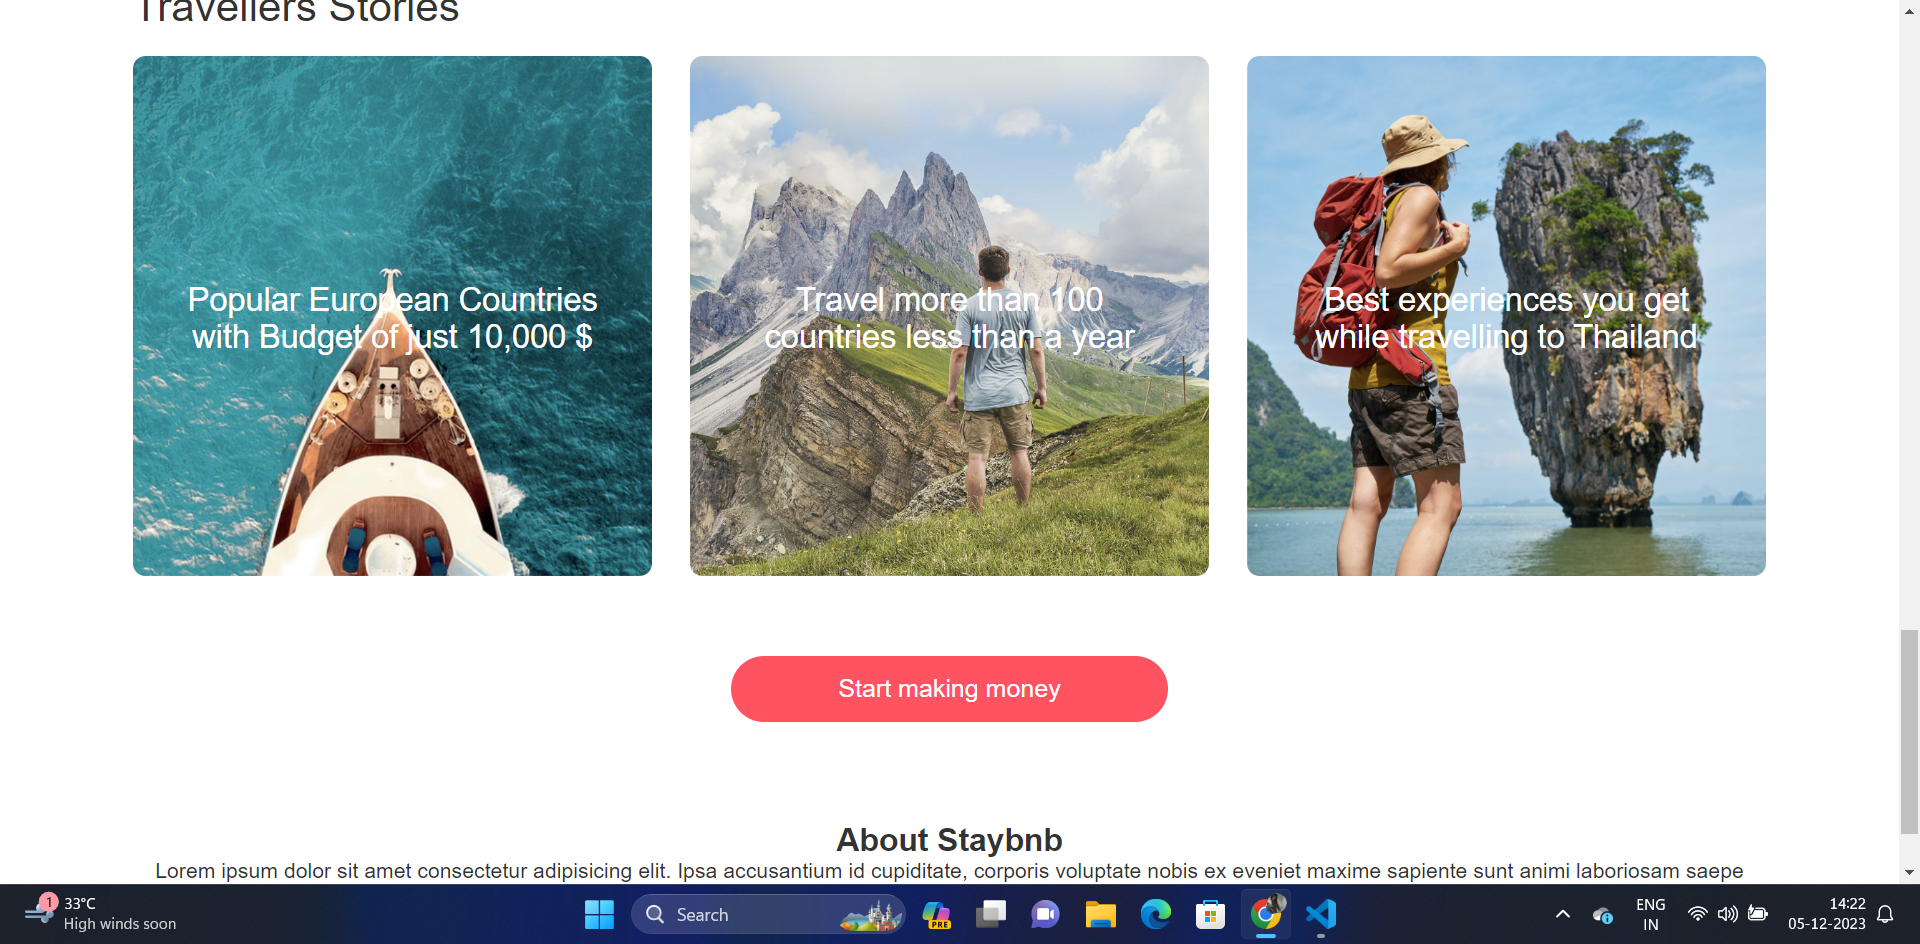 Travellers Stories
Popular European Countries
with Budget of just 10,000 $
Travel more than 100
countries less than a year
Best experiences you get
while travelling to Thailand
Start making money
About Staybnb
Lorem ipsum dolor sit amet consectetur adipisicing elit. Ipsa accusantium id cupiditate, corporis voluptate nobis ex eveniet maxime sapiente sunt animi laboriosam saepe
1
33°C
High winds soon
Search
PRE
ENG
IN
14:22
05-12-2023